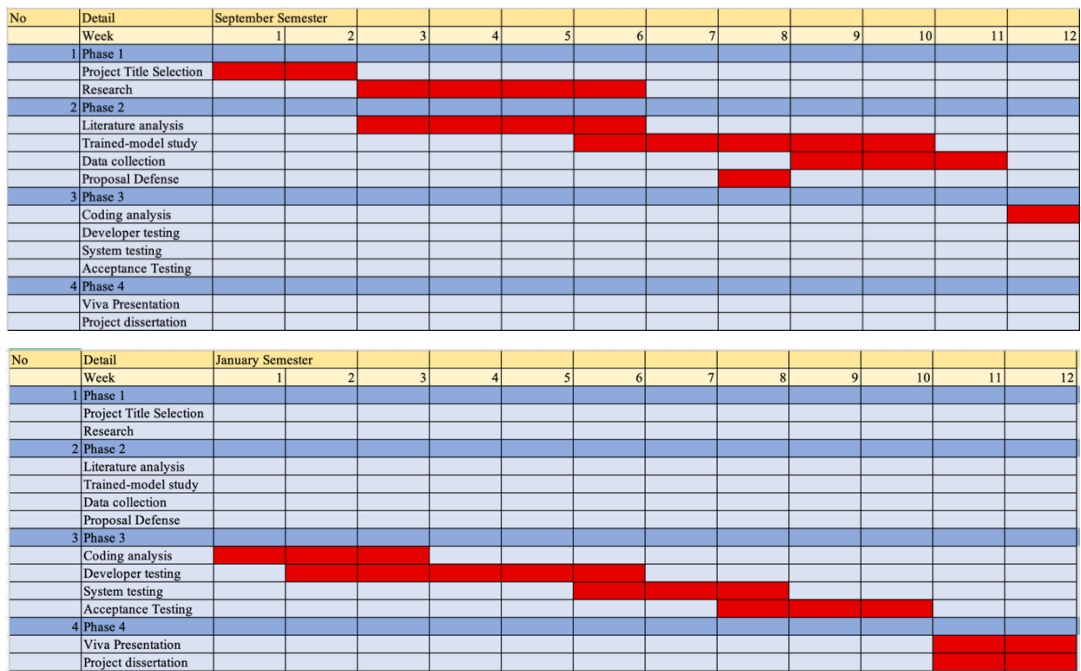 No Detail September Semester
Week 1 2 3 4 5 6 7 8 9 10 11 12
1 Phase 1
Project Title Selection
Research
2 Phase 2
Literature analysis
Trained-model study
Data collection
Proposal Defense
3 Phase 3
Coding analysis
Developer testing
System testing
Acceptance Testing
4 Phase 4
Viva Presentation
Project dissertation
No Detail January Semester
Week 1 2 3 4 5 6 7 8 9 10 11 12
1 Phase 1
Project Title Selection
Research
2 Phase 2
Literature analysis
Trained-model study
Data collection
Proposal Defense
3 Phase 3
Coding analysis
Developer testing
System testing
Acceptance Testing
4 Phase 4
Viva Presentation
Project dissertation